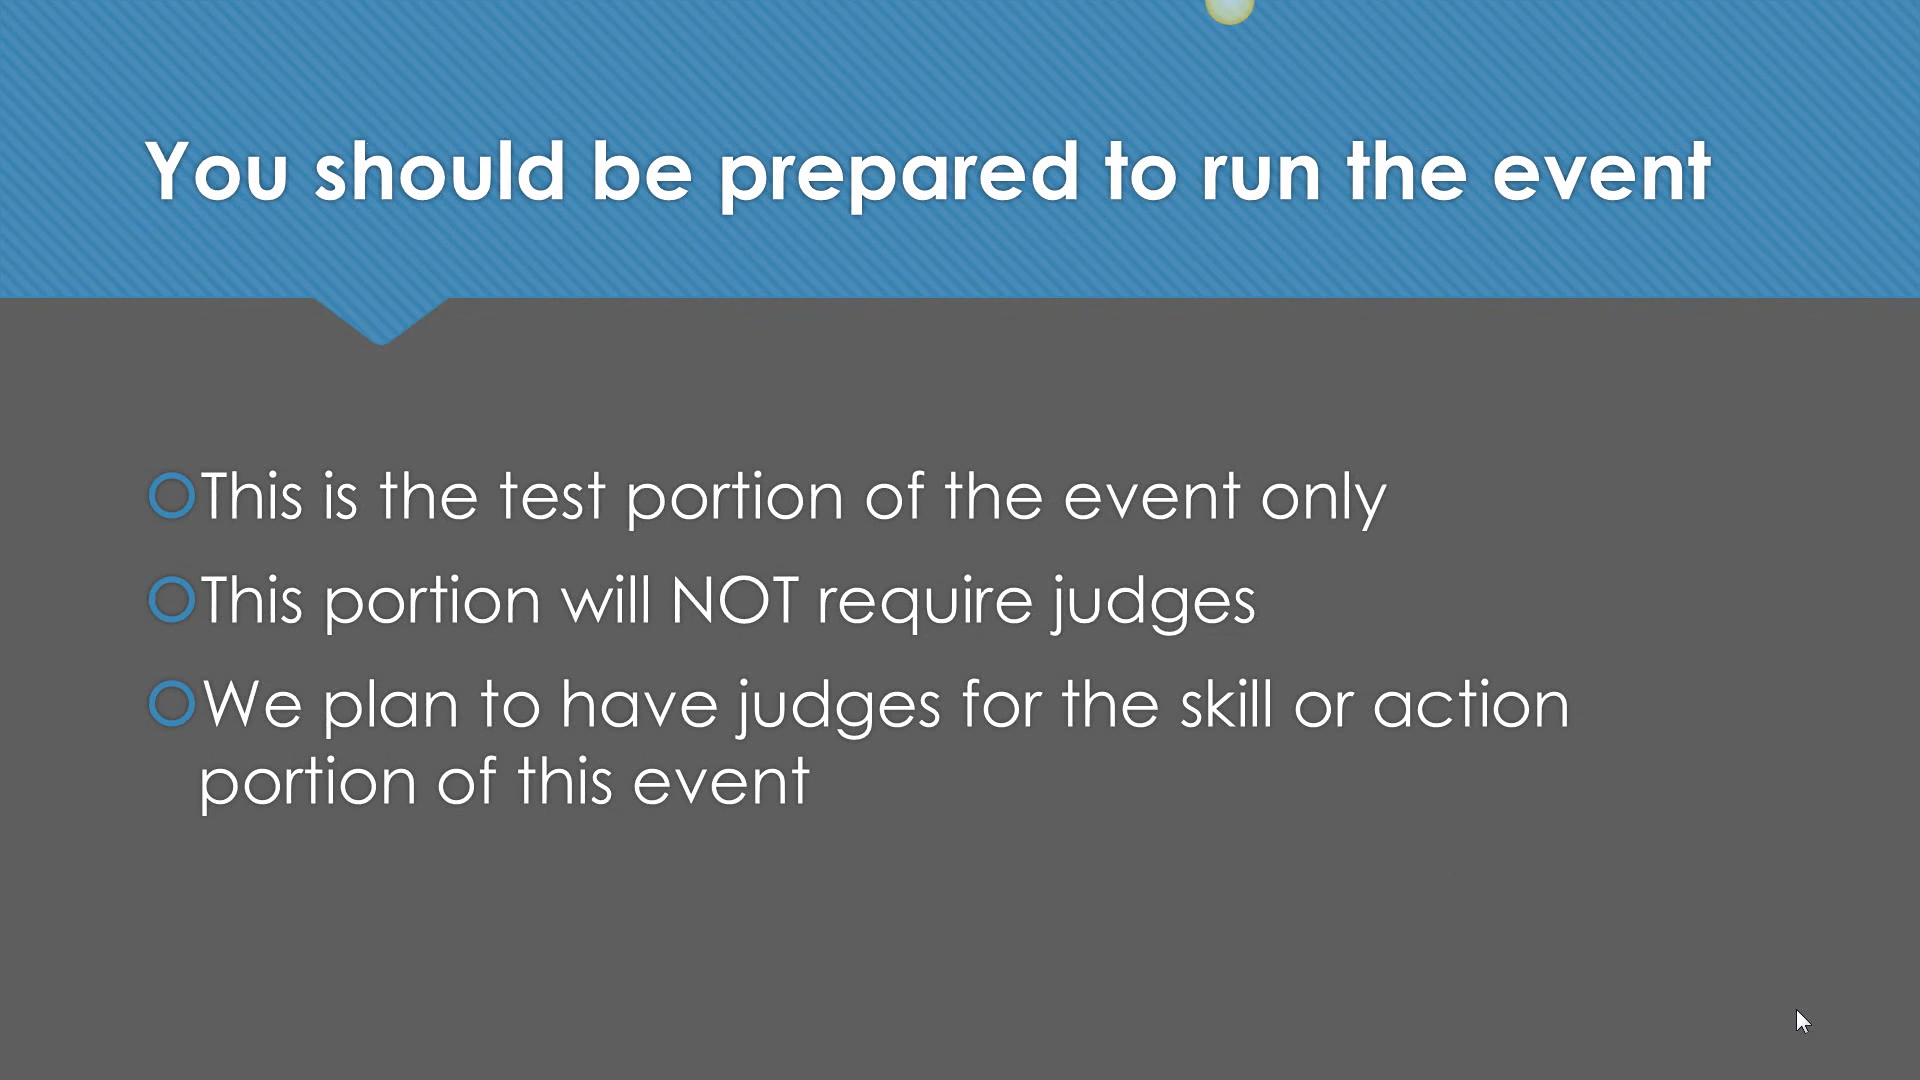 You should be prepared to run the event
This is the test portion of the event only
This portion will NOT require judges
We plan to have judges for the skill or action
portion of this event